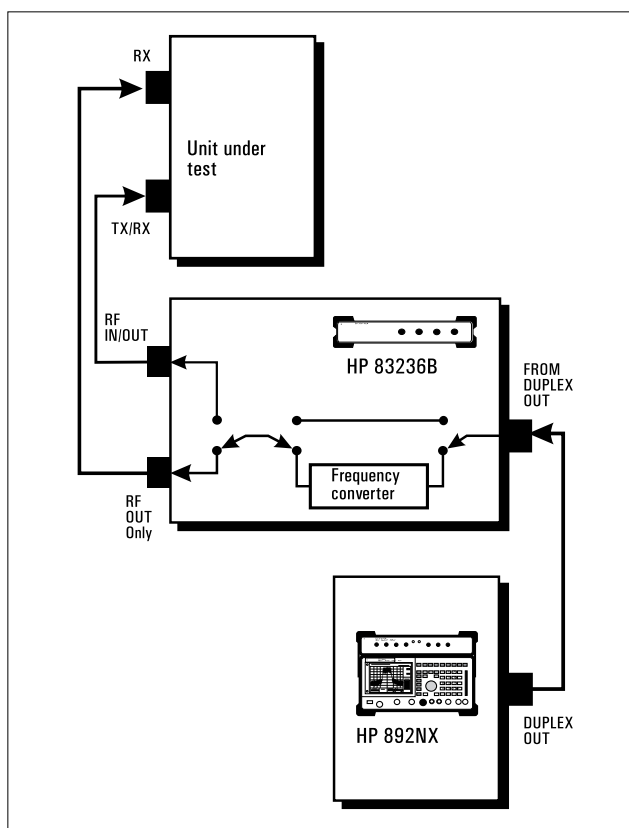 RX
Unit under
test
TX/RX
RF
IN/OUT
HP 83236B
FROM
DUPLEX
OUT
Frequency
converter
RF
OUT
Only
HP 892NX
DUPLEX
OUT